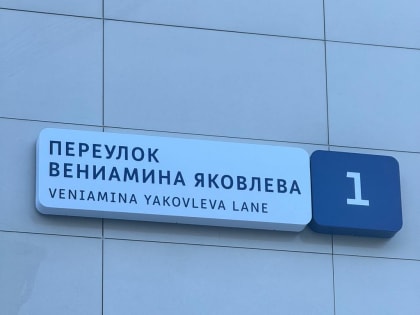 ПЕРЕУЛОК
ВЕНИАМИНА ЯКОВЛЕВА
VENIAMINA YAKOVLEVA LANE
1